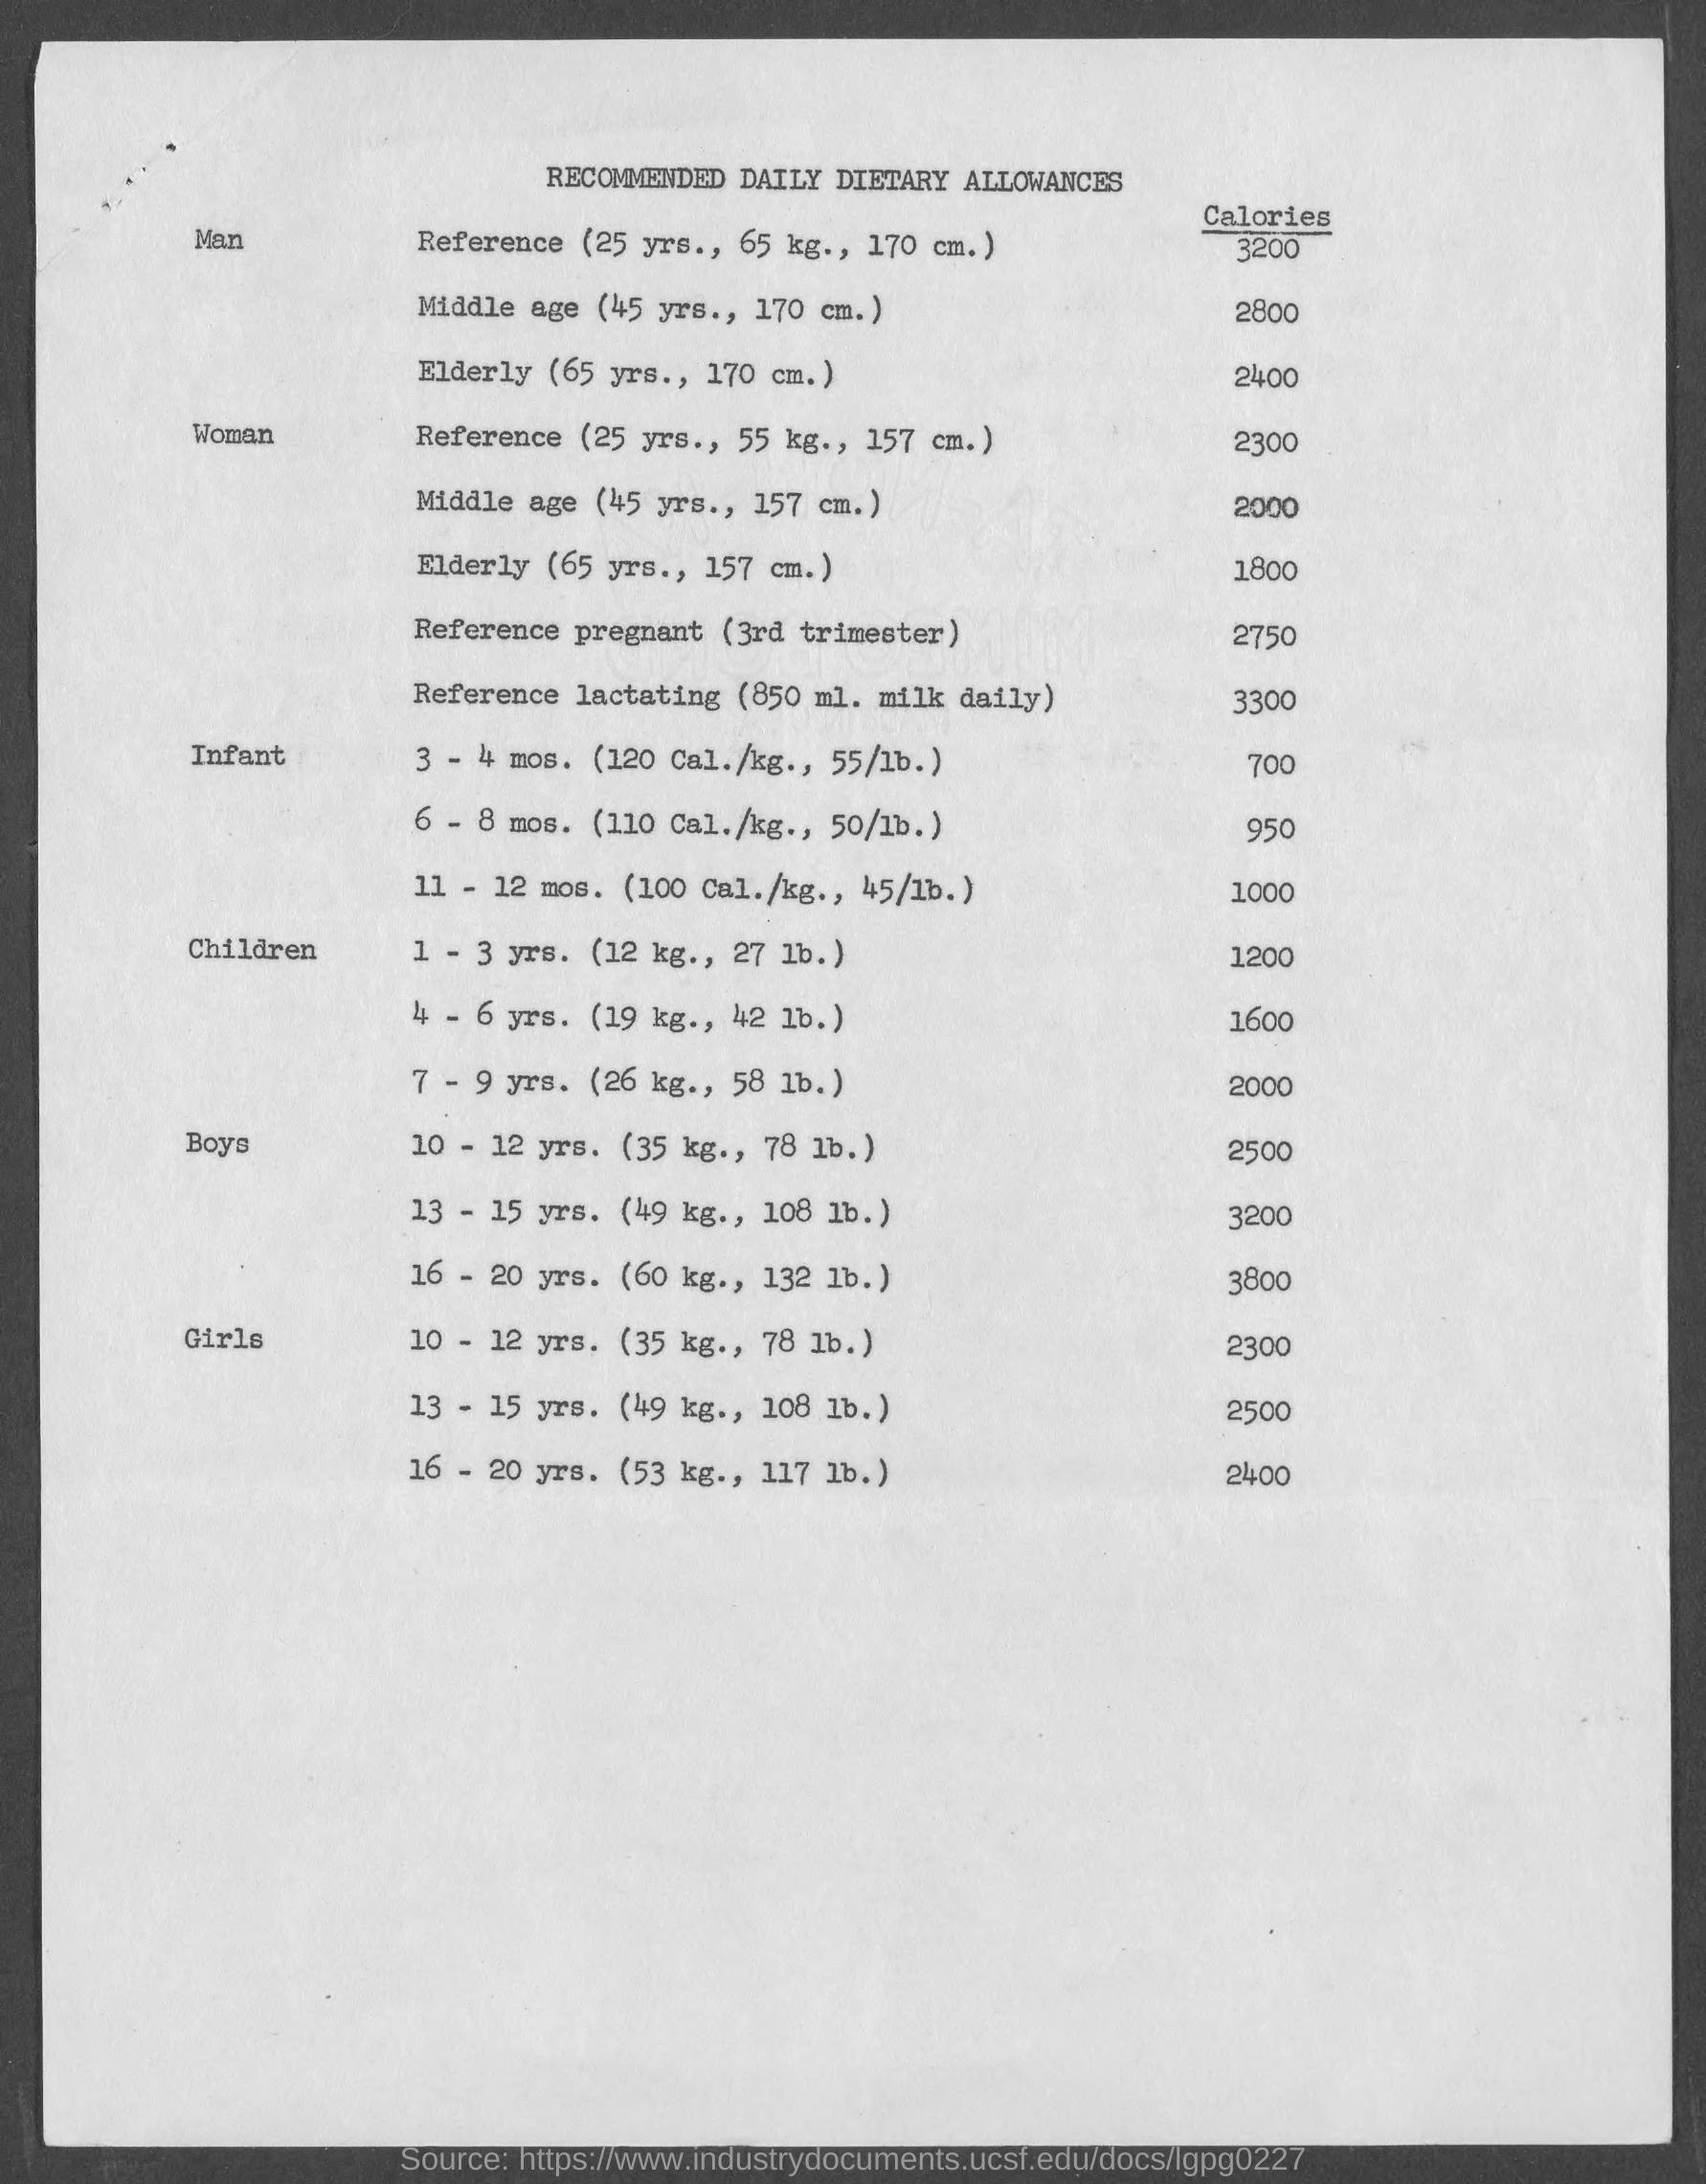 RECOMMENDED DAILY DIETARY ALLOWANCES
Calories
Man Reference (25 yrs., 65 kg., 170 cm.) 3200
Middle age (45 yrs., 170 cm.) 2800
Elderly (65 yrs., 170 cm.) 2400
Woman Reference (25 yrs., 55 kg., 157 cm.) 2300
Middle age (45 yrs., 157 cm.) 2000
Elderly (65 yrs., 157 cm.) 1800
Reference pregnant (3rd trimester) 2750
Reference lactating (850 ml. milk daily) 3300
Infant 3 - 4 mos. (120 Cal./kg., 55/lb.) 700
6 - 8 mos. (110 Cal./kg., 50/lb.) 950
11 - 12 mos. (100 Cal./kg., 45/lb.) 1000
Children 1 - 3 yrs. (12 kg., 27 lb.) 1200
4 - 6 yrs. (19 kg., 42 lb.) 1600
7 - 9 yrs. (26 kg., 58 lb.) 2000
Boys 10 - 12 yrs. (35 kg., 78 lb.) 2500
13 - 15 yrs. (49 kg., 108 lb.) 3200
16 - 20 yrs. (60 kg., 132 lb.) 3800
Girls 10 - 12 yrs. (35 kg., 78 lb.) 2300
13 - 15 yrs. (49 kg., 108 lb.) 2500
16 - 20 yrs. (53 kg., 117 lb.) 2400
Source: https://www.industrydocuments.ucsf.edu/docs/lgpg0227